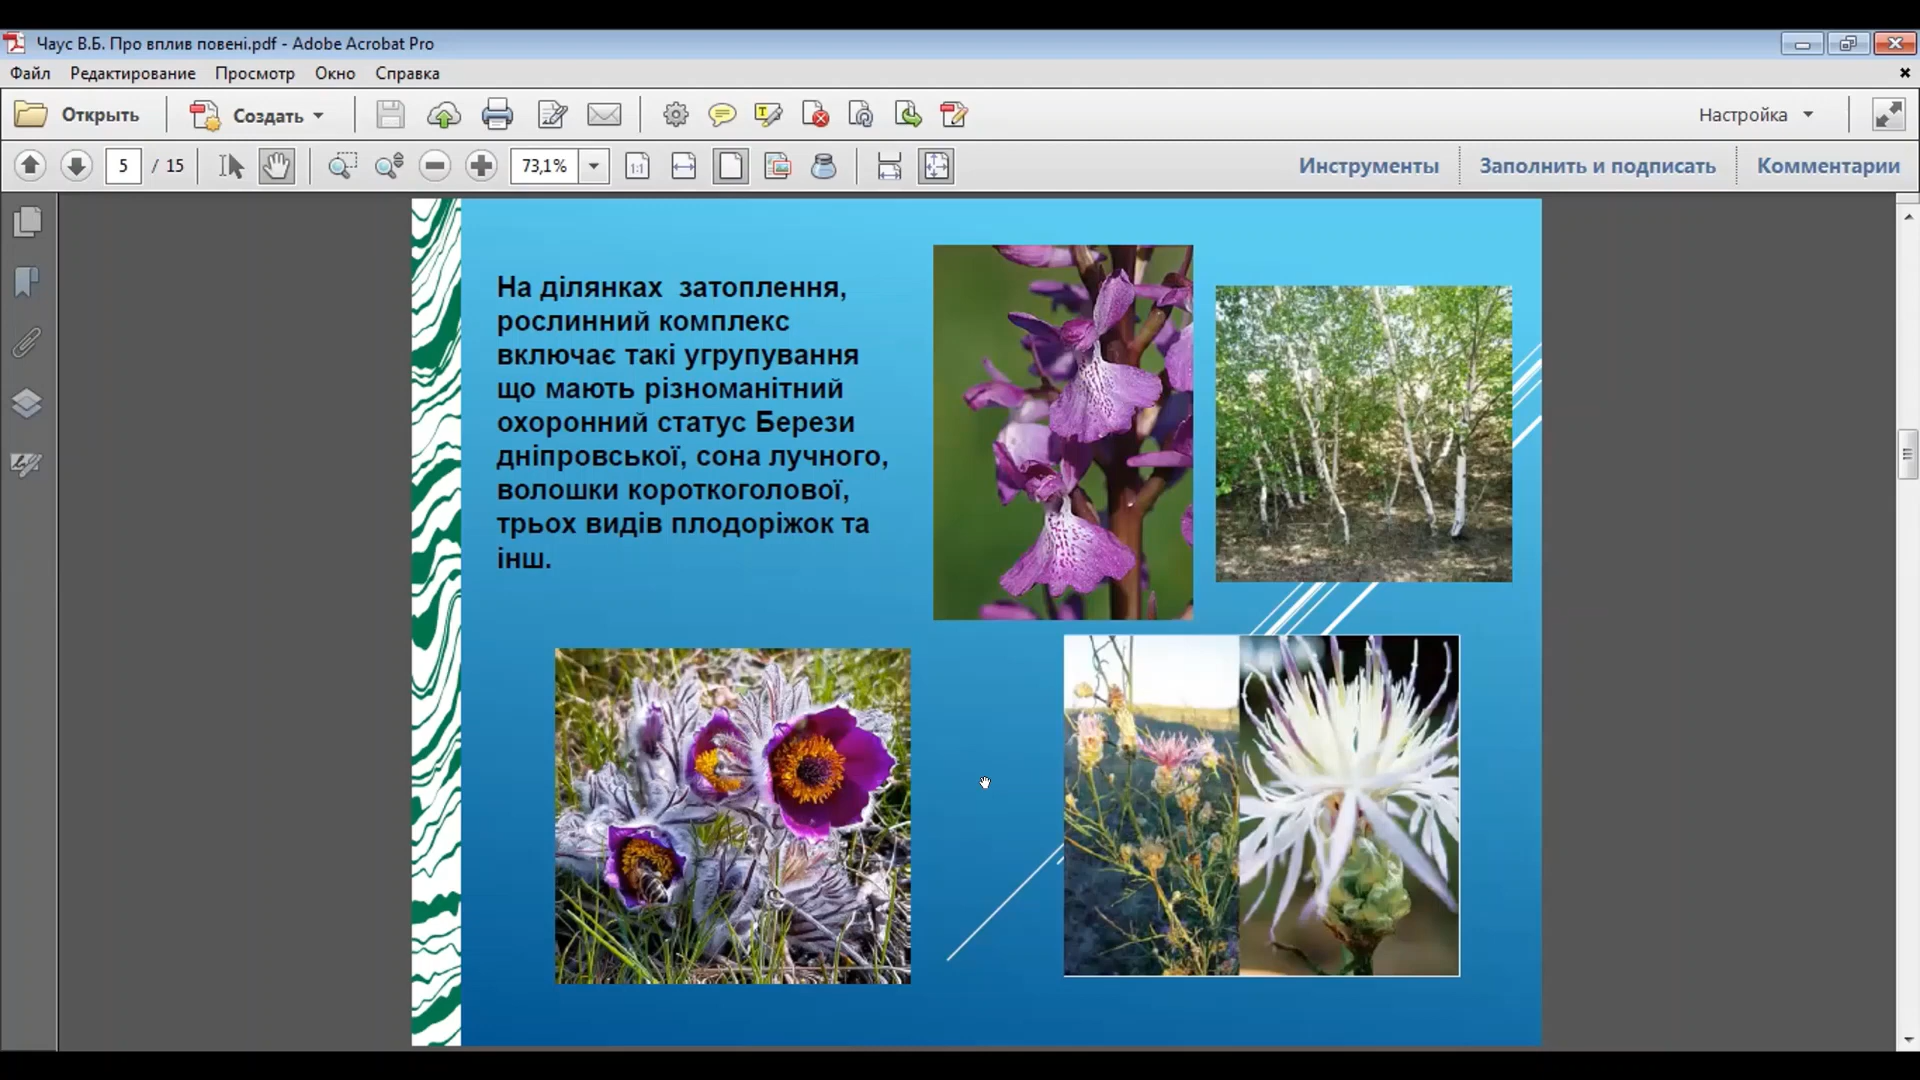 Чаус В.Б. Про вплив повені.pdf - Adobe Acrobat Pro
Файл Редактирование Просмотр Окно Справка
Открыть Создать Настройка
5 / 15 73,1% Инструменты Заполнить и подписать Комментарии
На ділянках затоплення,
рослинний комплекс
включає такі угрупування
що мають різноманітний
охоронний статус Берези
дніпровської, сона лучного,
волошки короткоголової,
трьох видів плодоріжок та
інш.